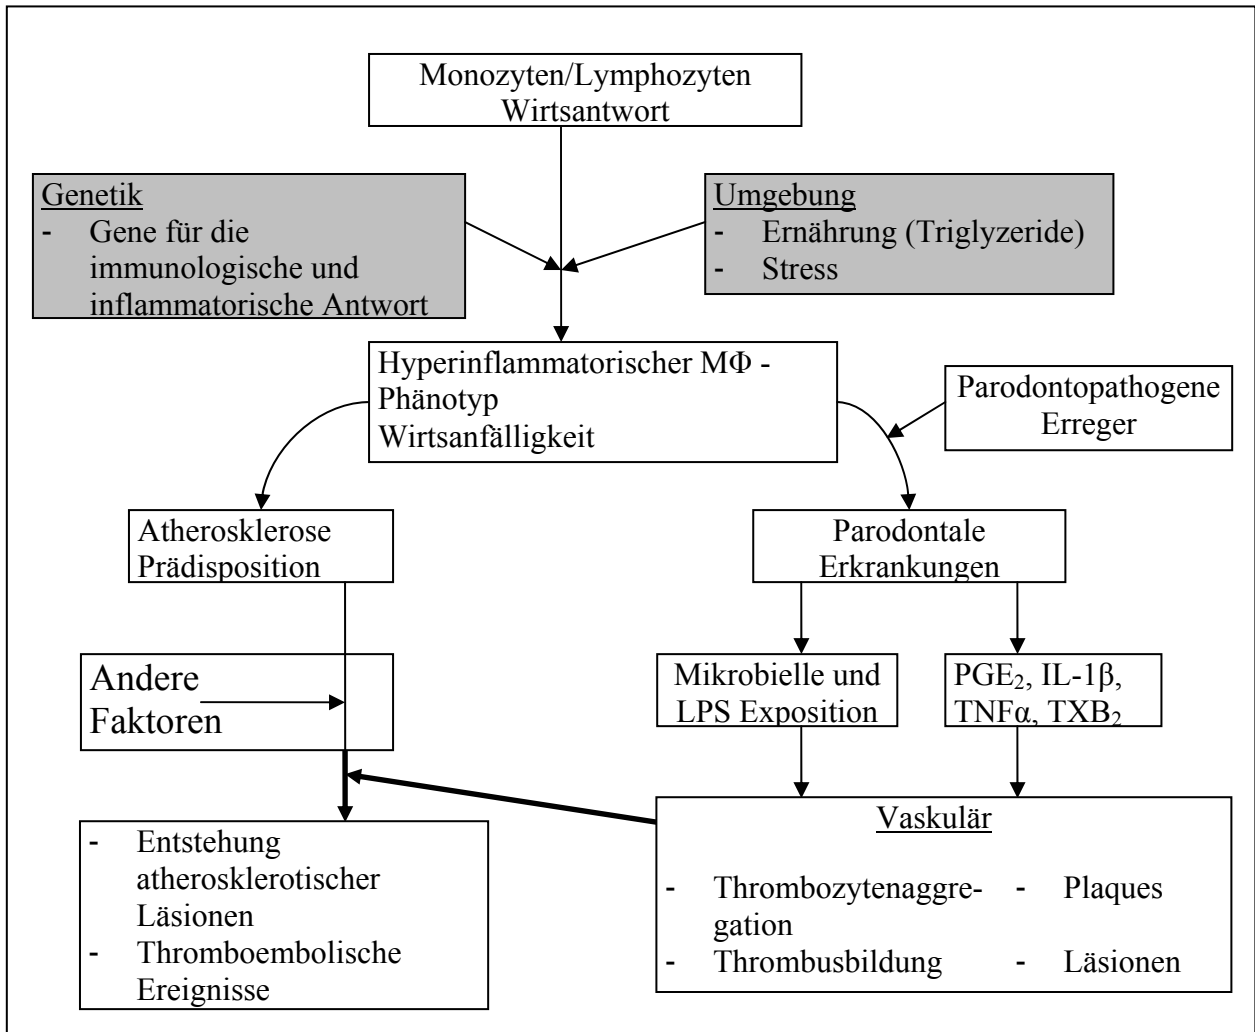 Monozyten/Lymphozyten
Wirtsantwort
Genetik
- Gene für die
immunologische und
inflammatorische Antwort
Umgebung
- Ernährung (Triglyzeride)
- Stress
Hyperinflammatorischer MΦ -
Phänotyp
Wirtsanfälligkeit
Parodontopathogene
Erreger
Atherosklerose
Prädisposition
Parodontale
Erkrankungen
Andere
Faktoren
Mikrobielle und
LPS Exposition
PGE₂, IL-1β,
TNFα, TXB₂
- Entstehung
atherosklerotischer
Läsionen
- Thromboembolische
Ereignisse
Vaskulär
- Thrombozytenaggre-
gation
- Thrombusbildung
- Plaques
- Läsionen